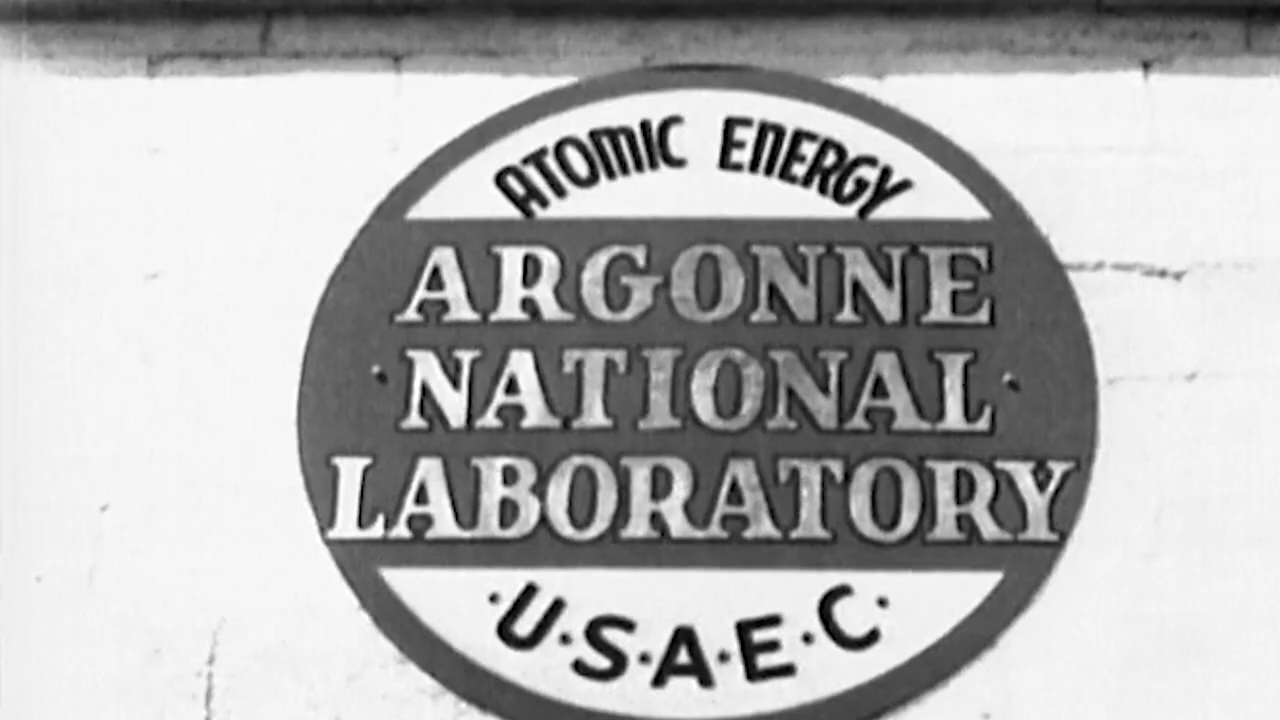 ATOMIC ENERGY
ARGONNE
NATIONAL
LABORATORY
·U·S·A·E·C·